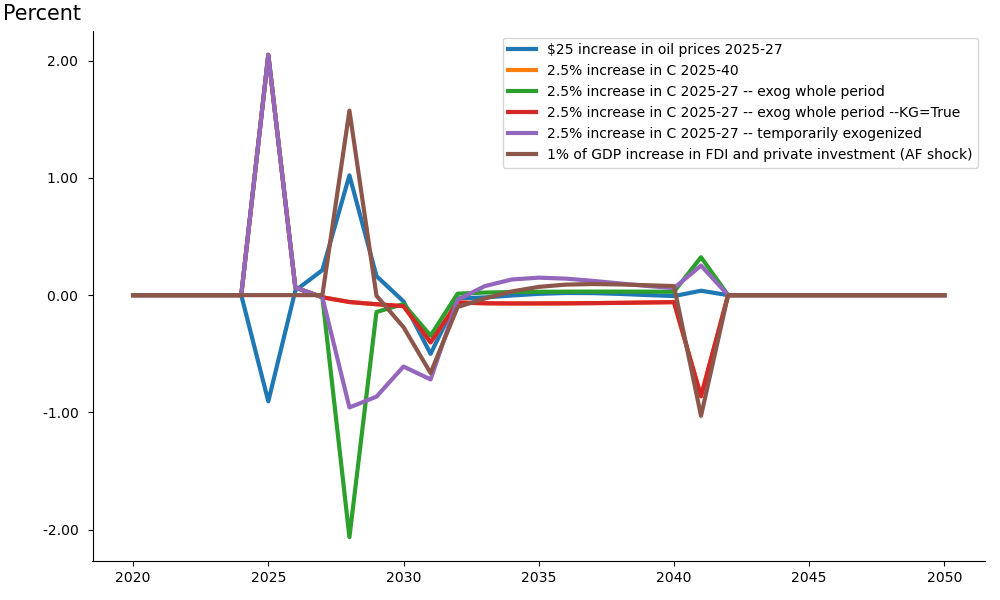 Percent
$25 increase in oil prices 2025-27
2.5% increase in C 2025-40
2.5% increase in C 2025-27 -- exog whole period
2.5% increase in C 2025-27 -- exog whole period --KG=True
2.5% increase in C 2025-27 -- temporarily exogenized
1% of GDP increase in FDI and private investment (AF shock)
2.00
1.00
0.00
-1.00
-2.00
2020 2025 2030 2035 2040 2045 2050